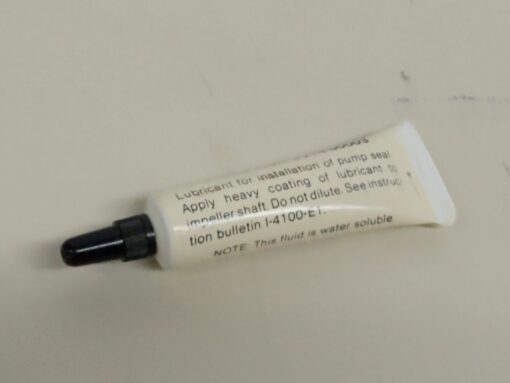 Lubricant for installation of pump seal
Apply heavy coating of lubricant to
impeller shaft. Do not dilute. See instruc-
tion bulletin I-4100-E1.
NOTE: This fluid is water soluble